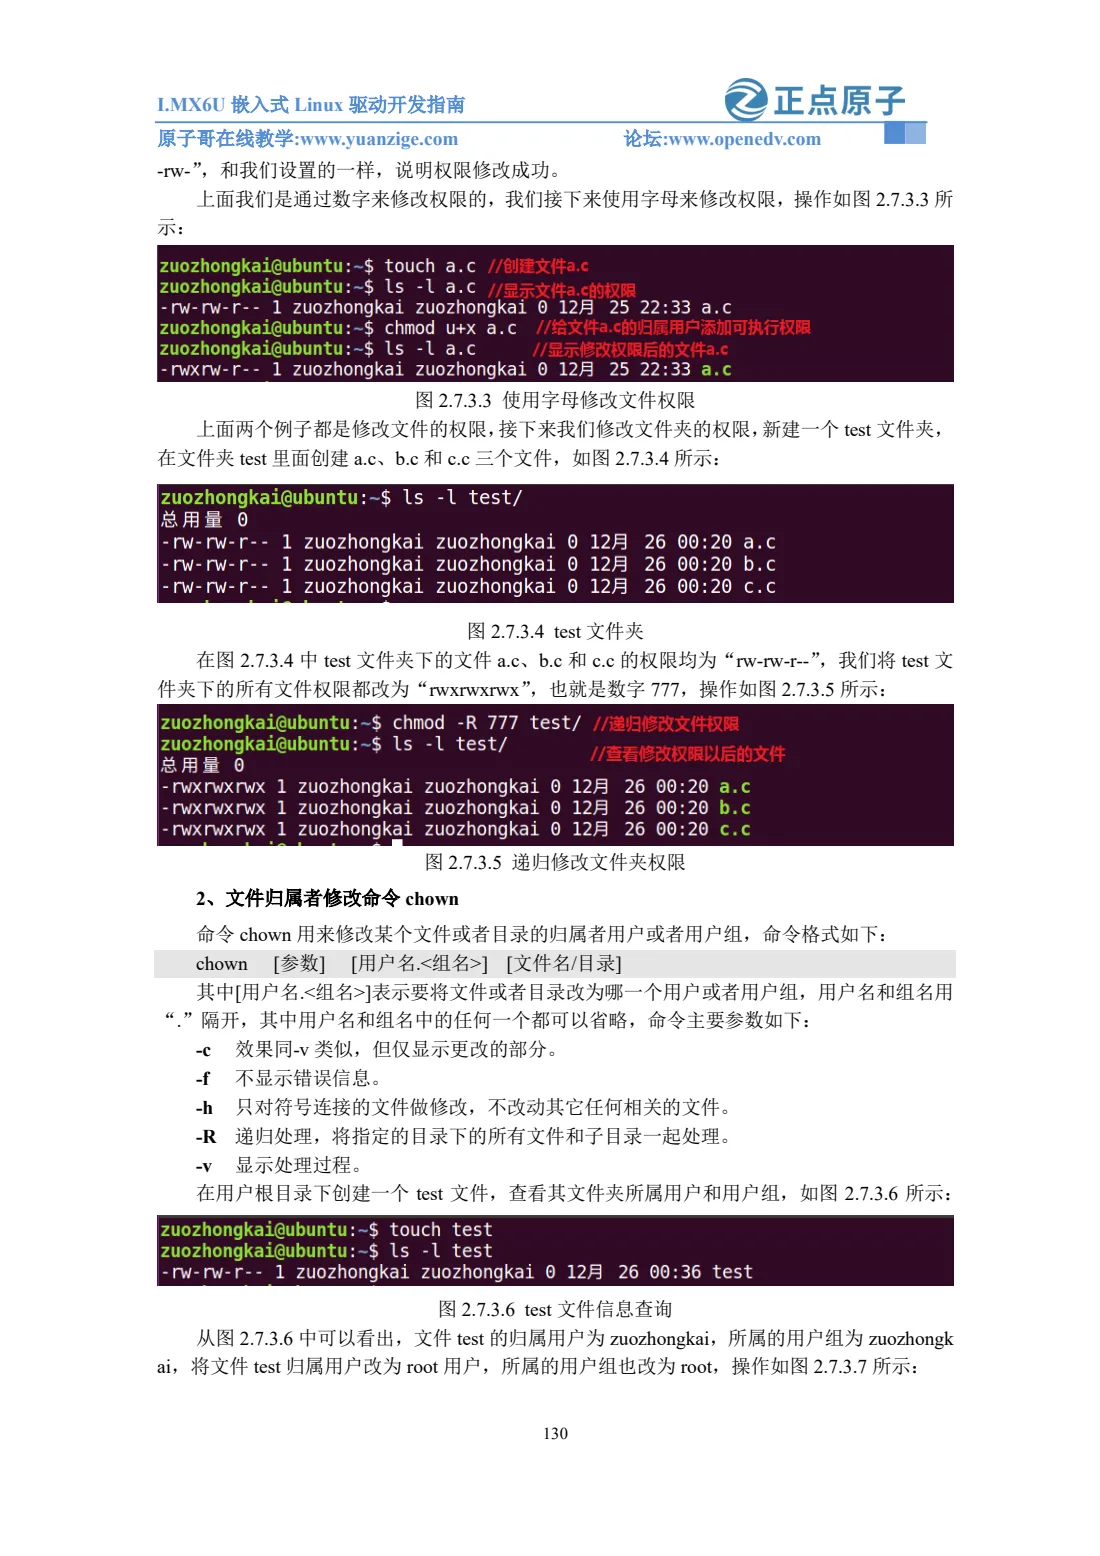 I.MX6U 嵌入式 Linux 驱动开发指南
正点原子
原子哥在线教学:www.yuanzige.com 论坛:www.openedv.com
-rw-”，和我们设置的一样，说明权限修改成功。
上面我们是通过数字来修改权限的，我们接下来使用字母来修改权限，操作如图 2.7.3.3 所
示：
zuozhongkai@ubuntu:~$ touch a.c //创建文件a.c
zuozhongkai@ubuntu:~$ ls -l a.c //显示文件a.c的权限
-rw-rw-r-- 1 zuozhongkai zuozhongkai 0 12月 25 22:33 a.c
zuozhongkai@ubuntu:~$ chmod u+x a.c //给文件a.c的归属用户添加可执行权限
zuozhongkai@ubuntu:~$ ls -l a.c //显示修改权限后的文件a.c
-rwxrw-r-- 1 zuozhongkai zuozhongkai 0 12月 25 22:33 a.c
图 2.7.3.3 使用字母修改文件权限
上面两个例子都是修改文件的权限，接下来我们修改文件夹的权限，新建一个 test 文件夹，
在文件夹 test 里面创建 a.c、b.c 和 c.c 三个文件，如图 2.7.3.4 所示：
zuozhongkai@ubuntu:~$ ls -l test/
总用量 0
-rw-rw-r-- 1 zuozhongkai zuozhongkai 0 12月 26 00:20 a.c
-rw-rw-r-- 1 zuozhongkai zuozhongkai 0 12月 26 00:20 b.c
-rw-rw-r-- 1 zuozhongkai zuozhongkai 0 12月 26 00:20 c.c
图 2.7.3.4 test 文件夹
在图 2.7.3.4 中 test 文件夹下的文件 a.c、b.c 和 c.c 的权限均为“rw-rw-r--”，我们将 test 文
件夹下的所有文件权限都改为“rwxrwxrwx”，也就是数字 777，操作如图 2.7.3.5 所示：
zuozhongkai@ubuntu:~$ chmod -R 777 test/ //递归修改文件权限
zuozhongkai@ubuntu:~$ ls -l test/ //查看修改权限以后的文件
总用量 0
-rwxrwxrwx 1 zuozhongkai zuozhongkai 0 12月 26 00:20 a.c
-rwxrwxrwx 1 zuozhongkai zuozhongkai 0 12月 26 00:20 b.c
-rwxrwxrwx 1 zuozhongkai zuozhongkai 0 12月 26 00:20 c.c
图 2.7.3.5 递归修改文件夹权限
2、文件归属者修改命令 chown
命令 chown 用来修改某个文件或者目录的归属者用户或者用户组，命令格式如下：
chown [参数] [用户名.<组名>] [文件名/目录]
其中[用户名.<组名>]表示要将文件或者目录改为哪一个用户或者用户组，用户名和组名用
“.”隔开，其中用户名和组名中的任何一个都可以省略，命令主要参数如下：
-c 效果同-v 类似，但仅显示更改的部分。
-f 不显示错误信息。
-h 只对符号连接的文件做修改，不改动其它任何相关的文件。
-R 递归处理，将指定的目录下的所有文件和子目录一起处理。
-v 显示处理过程。
在用户根目录下创建一个 test 文件，查看其文件夹所属用户和用户组，如图 2.7.3.6 所示：
zuozhongkai@ubuntu:~$ touch test
zuozhongkai@ubuntu:~$ ls -l test
-rw-rw-r-- 1 zuozhongkai zuozhongkai 0 12月 26 00:36 test
图 2.7.3.6 test 文件信息查询
从图 2.7.3.6 中可以看出，文件 test 的归属用户为 zuozhongkai，所属的用户组为 zuozhongk
ai，将文件 test 归属用户改为 root 用户，所属的用户组也改为 root，操作如图 2.7.3.7 所示：
130